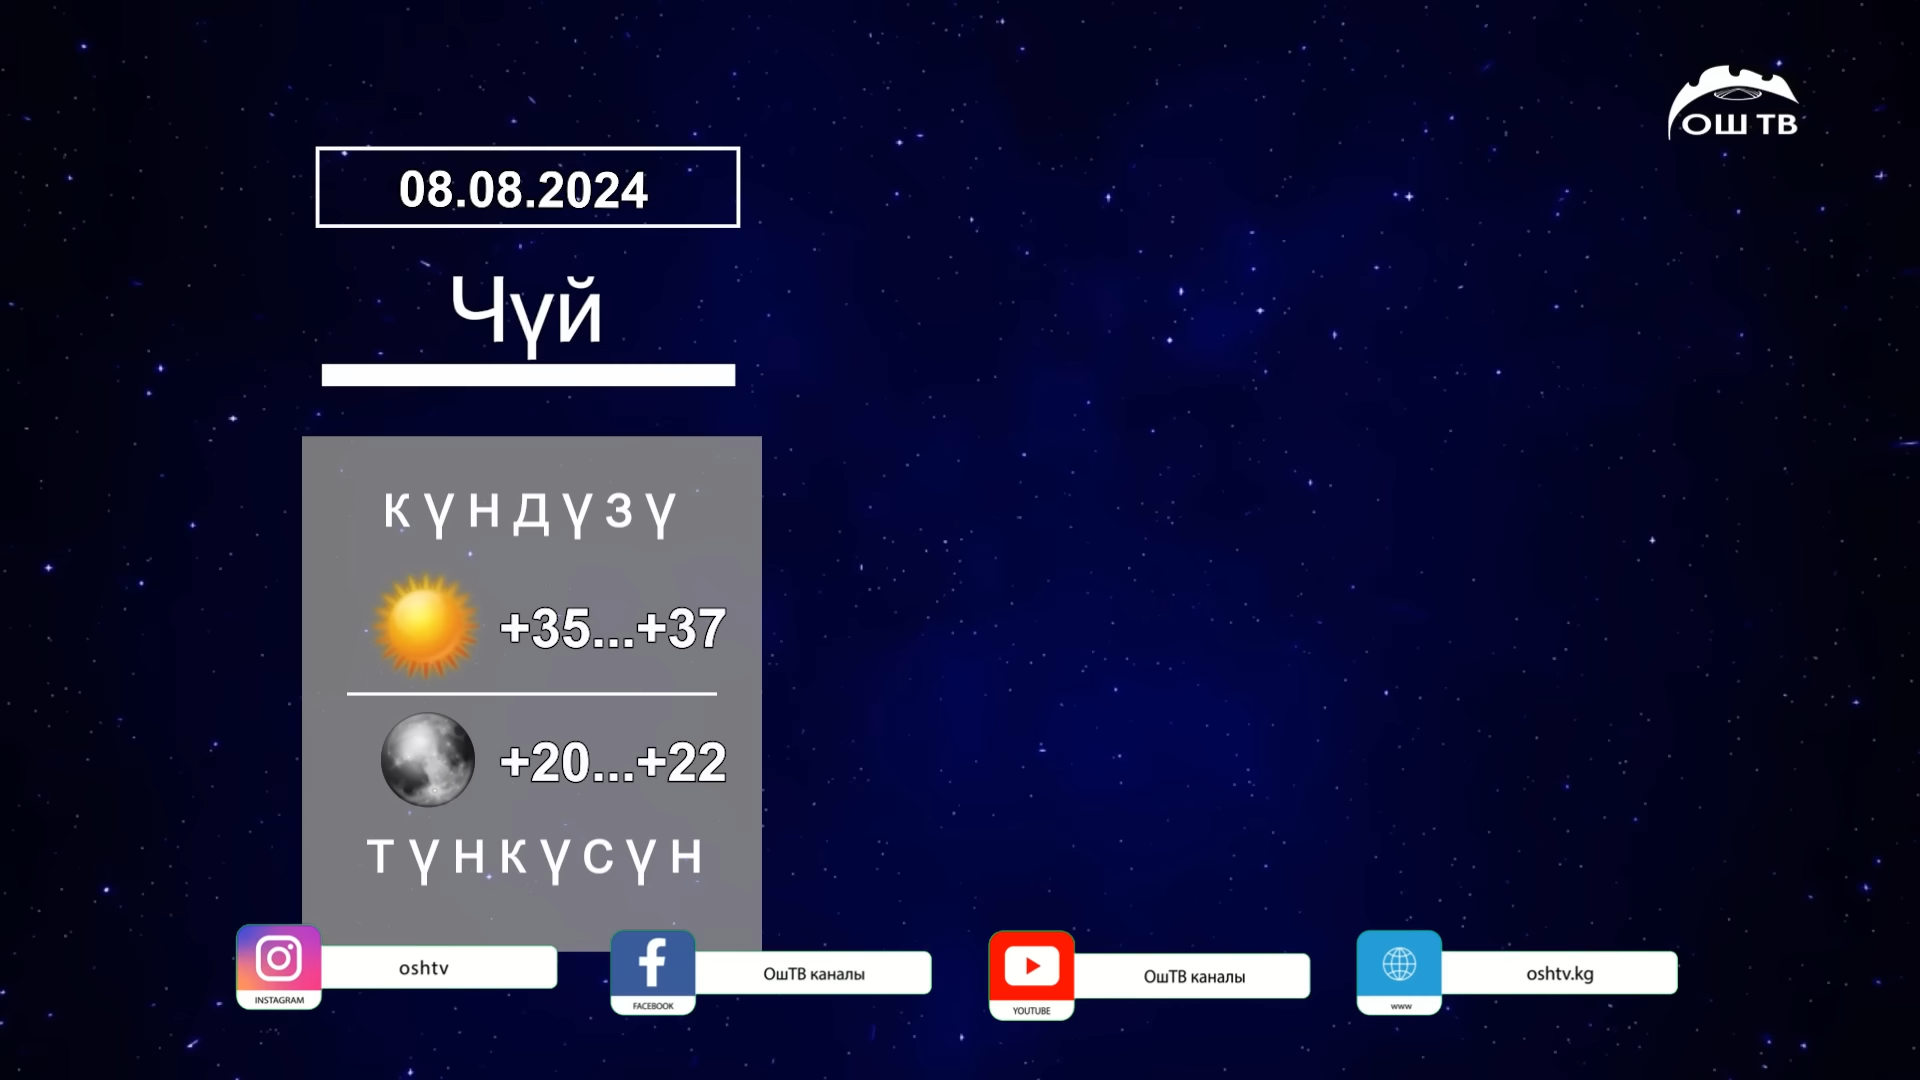 ОШ ТВ
08.08.2024
Чүй
күндүзү
+35...+37
+20...+22
түнкүсүн
oshtv
INSTAGRAM
ОшТВ каналы
FACEBOOK
ОшТВ каналы
YOUTUBE
oshtv.kg
www